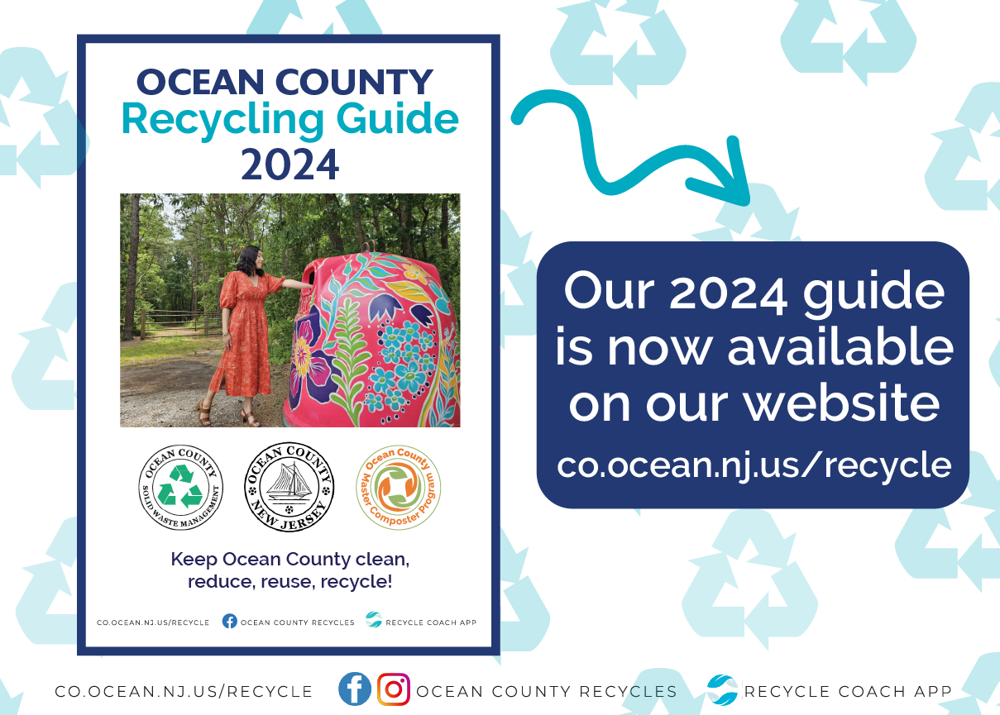 OCEAN COUNTY
Recycling Guide
2024
OCEAN COUNTY
SOLID WASTE MANAGEMENT
OCEAN COUNTY
NEW JERSEY
Ocean County
Master Composter Program
Keep Ocean County clean,
reduce, reuse, recycle!
CO.OCEAN.NJ.US/RECYCLE OCEAN COUNTY RECYCLES RECYCLE COACH APP
Our 2024 guide
is now available
on our website
co.ocean.nj.us/recycle
CO.OCEAN.NJ.US/RECYCLE OCEAN COUNTY RECYCLES RECYCLE COACH APP